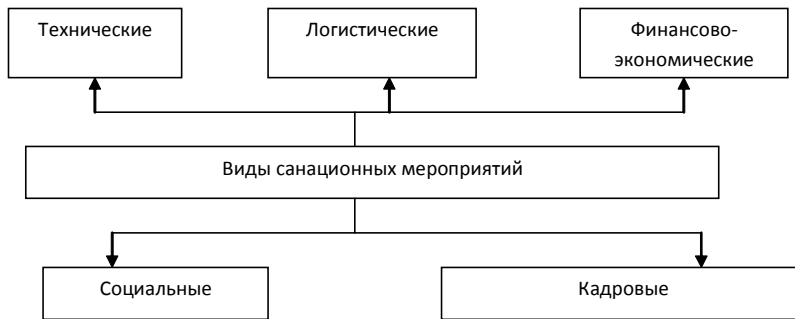 Технические
Логистические
Финансово-
экономические
Виды санационных мероприятий
Социальные
Кадровые